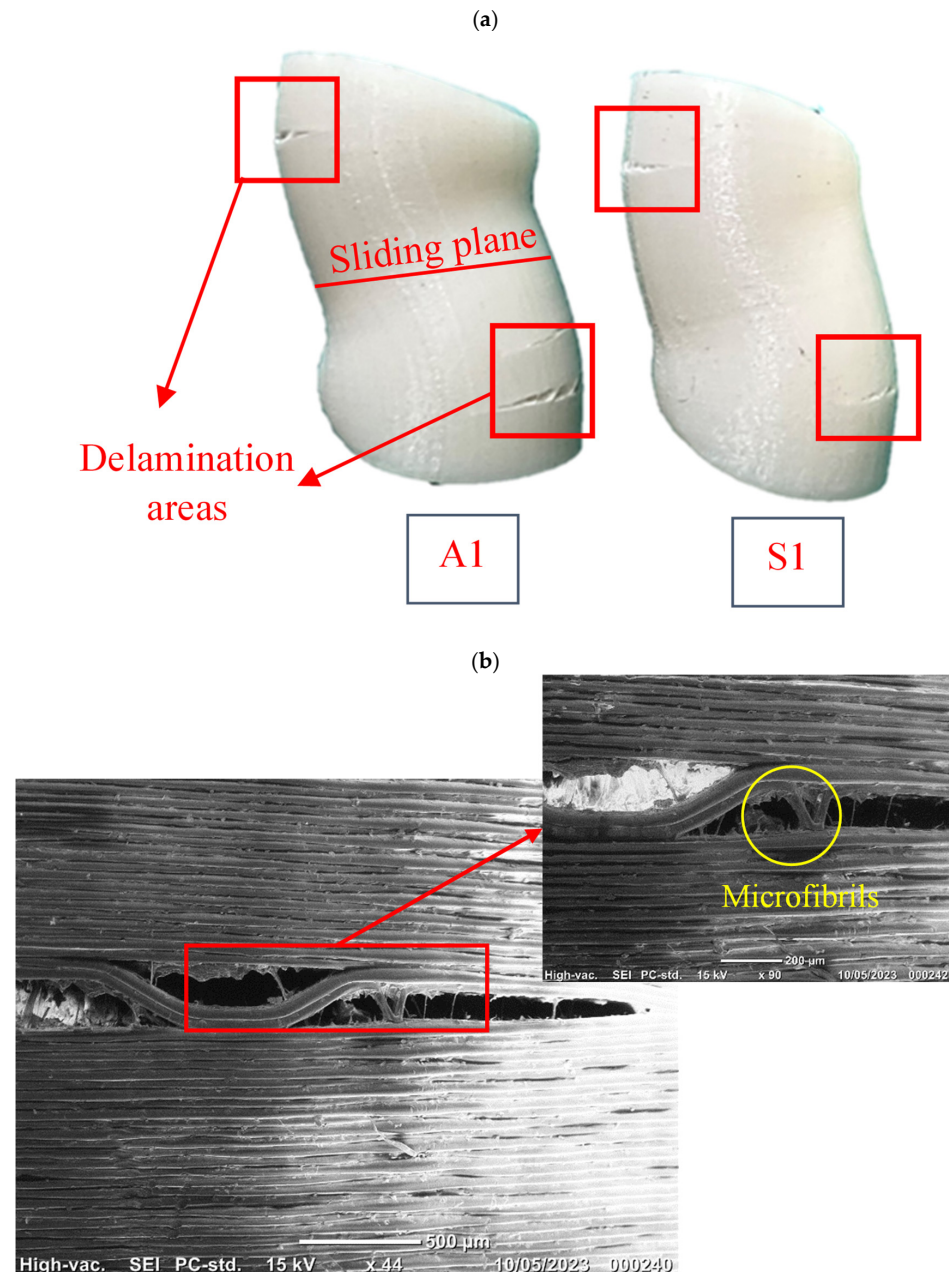 (a)
Sliding plane
Delamination
areas
A1
S1
(b)
Microfibrils
200 µm
High-vac. SEI PC-std. 15 kV x 90 10/05/2023 000242
500 µm
High-vac. SEI PC-std. 15 kV x 44 10/05/2023 000240